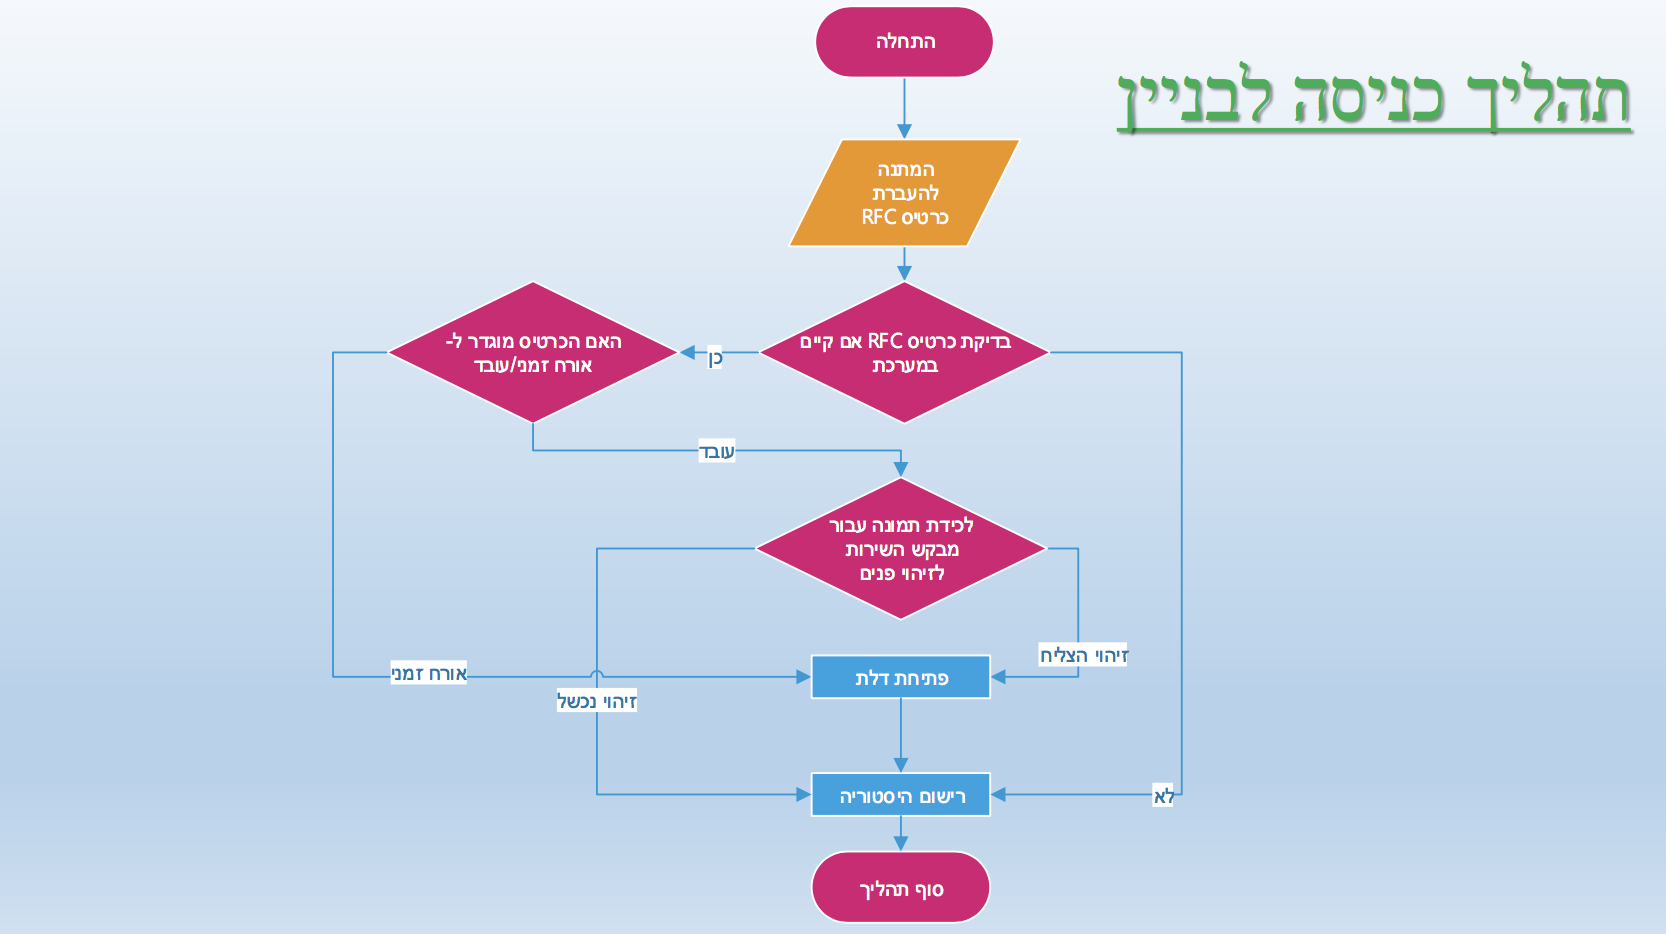 תהליך כניסה לבניין
התחלה
המתנה
להעברת
כרטיס RFC
בדיקת כרטיס RFC אם קיים
במערכת
כן
האם הכרטיס מוגדר ל-
אורח זמני/עובד
עובד
לכידת תמונה עבור
מבקש השירות
לזיהוי פנים
זיהוי הצליח
אורח זמני
פתיחת דלת
זיהוי נכשל
לא
רישום היסטוריה
סוף תהליך